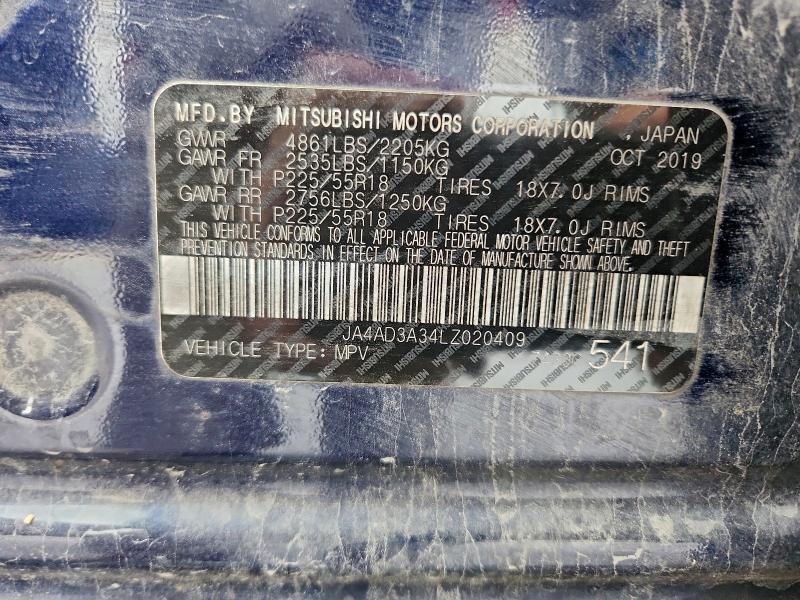 MFD.BY MITSUBISHI MOTORS CORPORATION , JAPAN
GVWR 4861LBS/2205KG OCT 2019
GAWR FR 2535LBS/1150KG
WITH P225/55R18 TIRES 18X7.0J RIMS
GAWR RR 2756LBS/1250KG
WITH P225/55R18 TIRES 18X7.0J RIMS
THIS VEHICLE CONFORMS TO ALL APPLICABLE FEDERAL MOTOR VEHICLE SAFETY AND THEFT
PREVENTION STANDARDS IN EFFECT ON THE DATE OF MANUFACTURE SHOWN ABOVE.
JA4AD3A34LZ020409
VEHICLE TYPE: MPV 541